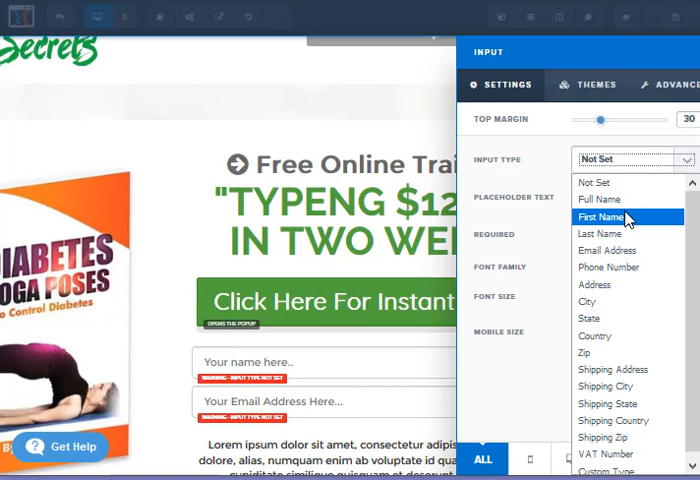 Secrets
INPUT
SETTINGS
THEMES
ADVANCE
TOP MARGIN
30
INPUT TYPE
Not Set
Not Set
Full Name
First Name
Last Name
Email Address
Phone Number
Address
City
State
Country
Zip
Shipping Address
Shipping City
Shipping State
Shipping Country
Shipping Zip
VAT Number
Custom Type
PLACEHOLDER TEXT
REQUIRED
FONT FAMILY
FONT SIZE
MOBILE SIZE
ALL
Free Online Trai
"TYPENG $12
IN TWO WE
Click Here For Instant
OPENS THE POPUP
Your name here..
WARNING - INPUT TYPE NOT SET
Your Email Address Here...
WARNING - INPUT TYPE NOT SET
Lorem ipsum dolor sit amet, consectetur adipis
dolore, alias, numquam enim ab voluptate id qua
DIABETES
OGA POSES
o Control Diabetes
By
Get Help